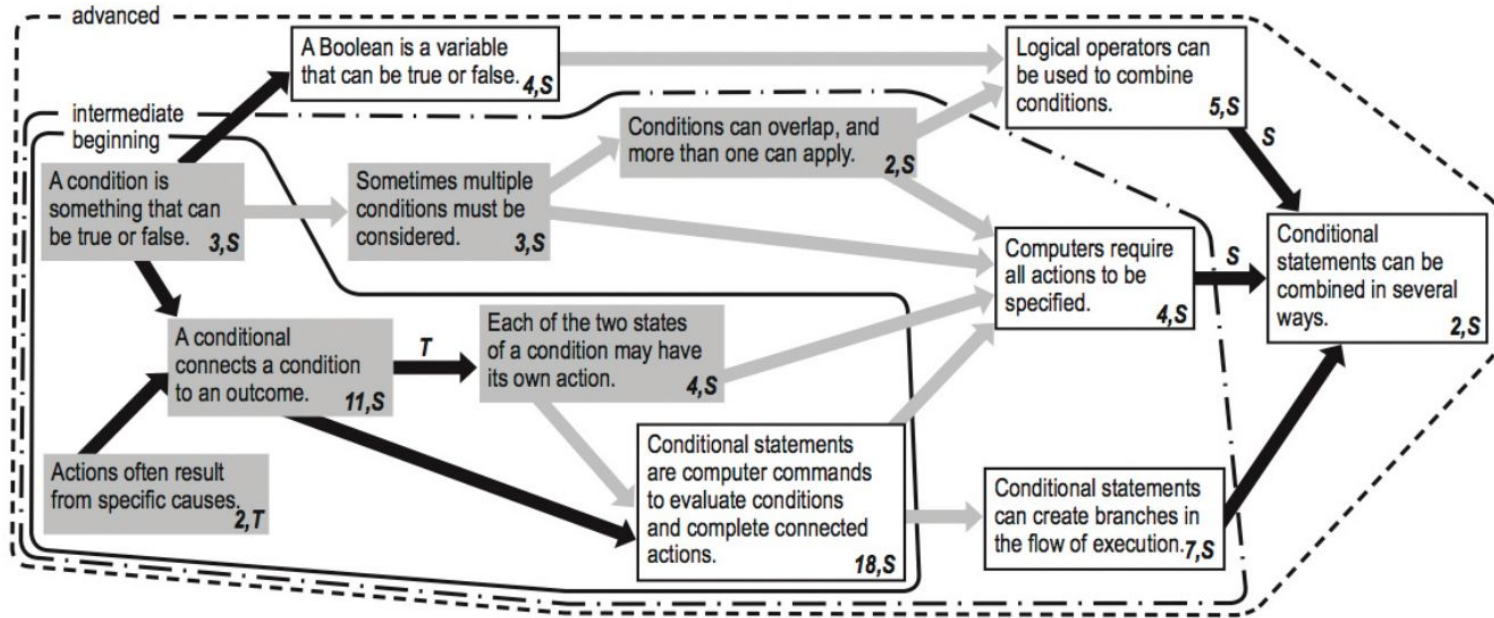 advanced
A Boolean is a variable
that can be true or false.
4,S
Logical operators can
be used to combine
conditions.
5,S
S
intermediate
beginning
Conditions can overlap, and
more than one can apply.
2,S
A condition is
something that can
be true or false.
3,S
Sometimes multiple
conditions must be
considered.
3,S
Computers require
all actions to be
specified.
4,S
S
Conditional
statements can be
combined in several
ways.
2,S
A conditional
connects a condition
to an outcome.
11,S
T
Each of the two states
of a condition may have
its own action.
4,S
Actions often result
from specific causes.
2,T
Conditional statements
are computer commands
to evaluate conditions
and complete connected
actions.
18,S
Conditional statements
can create branches in
the flow of execution.
7,S